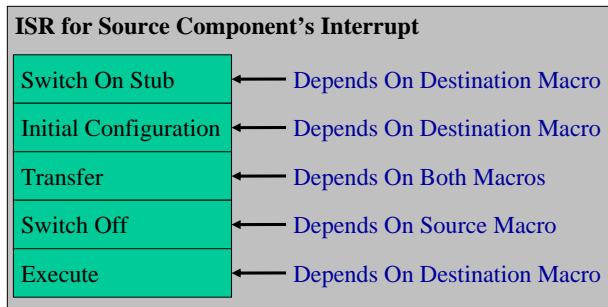 ISR for Source Component's Interrupt
Switch On Stub Depends On Destination Macro
Initial Configuration Depends On Destination Macro
Transfer Depends On Both Macros
Switch Off Depends On Source Macro
Execute Depends On Destination Macro